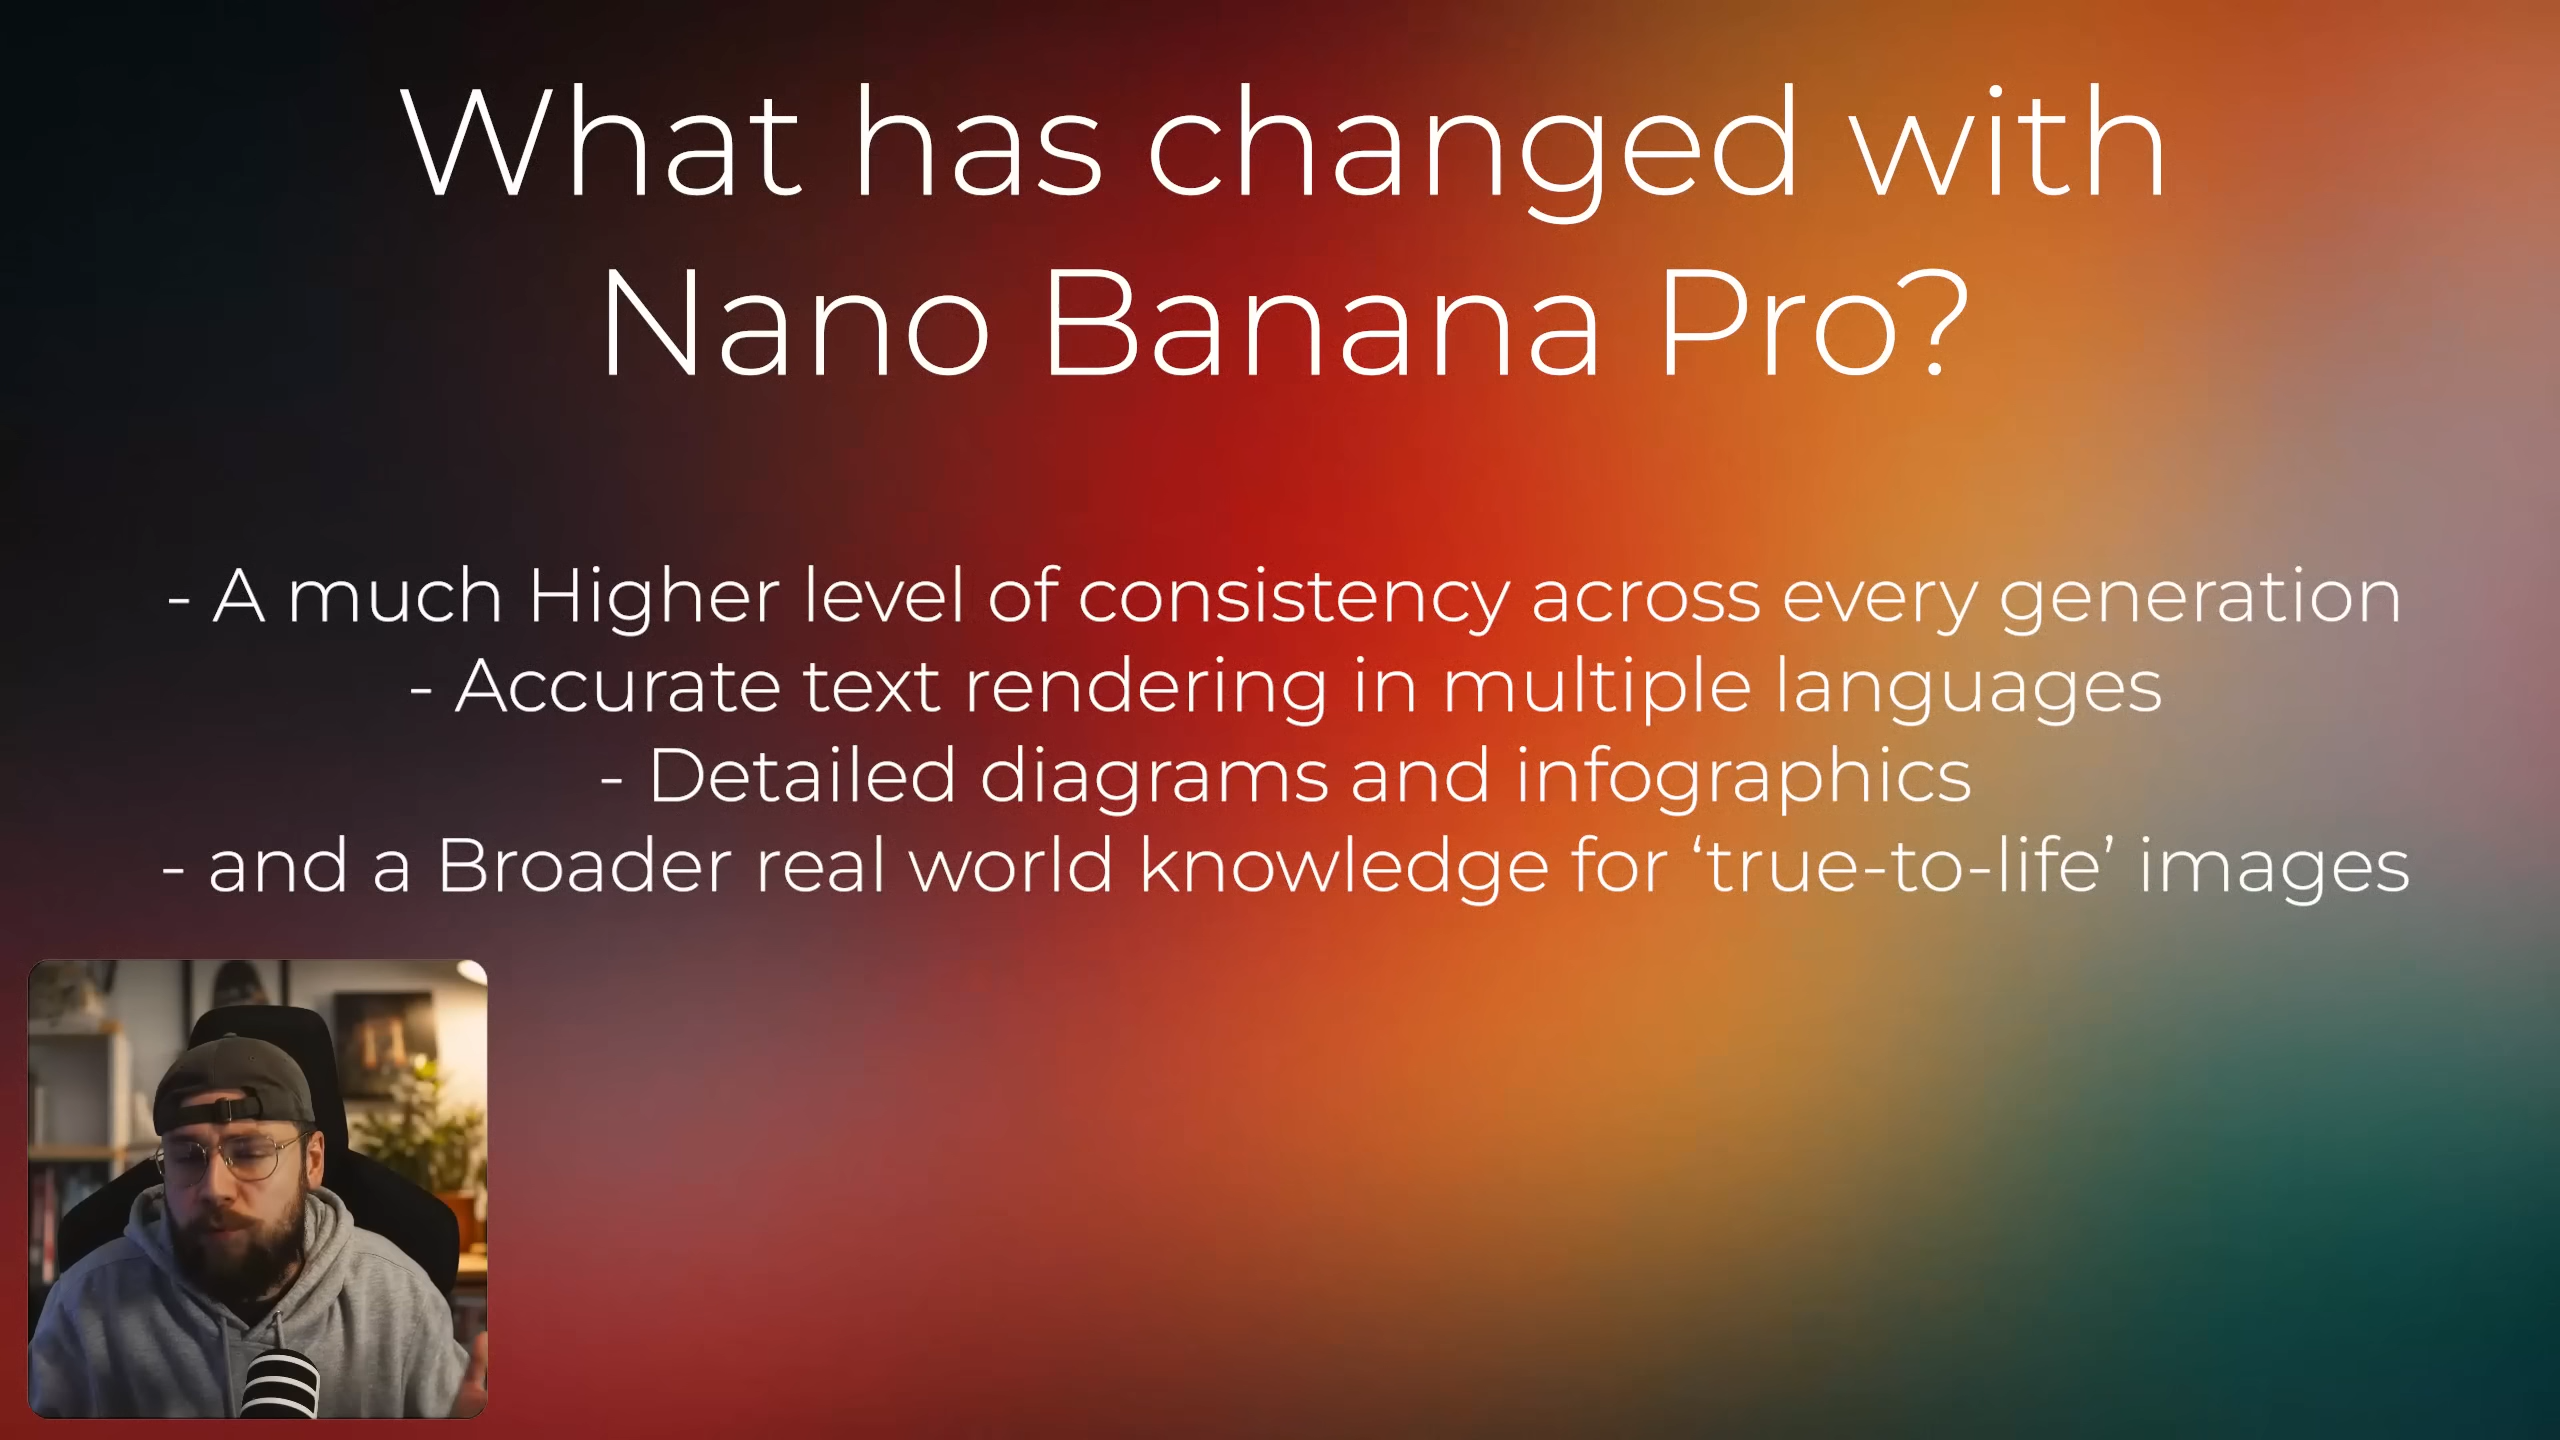 What has changed with
Nano Banana Pro?
- A much Higher level of consistency across every generation
- Accurate text rendering in multiple languages
- Detailed diagrams and infographics
- and a Broader real world knowledge for ‘true-to-life’ images